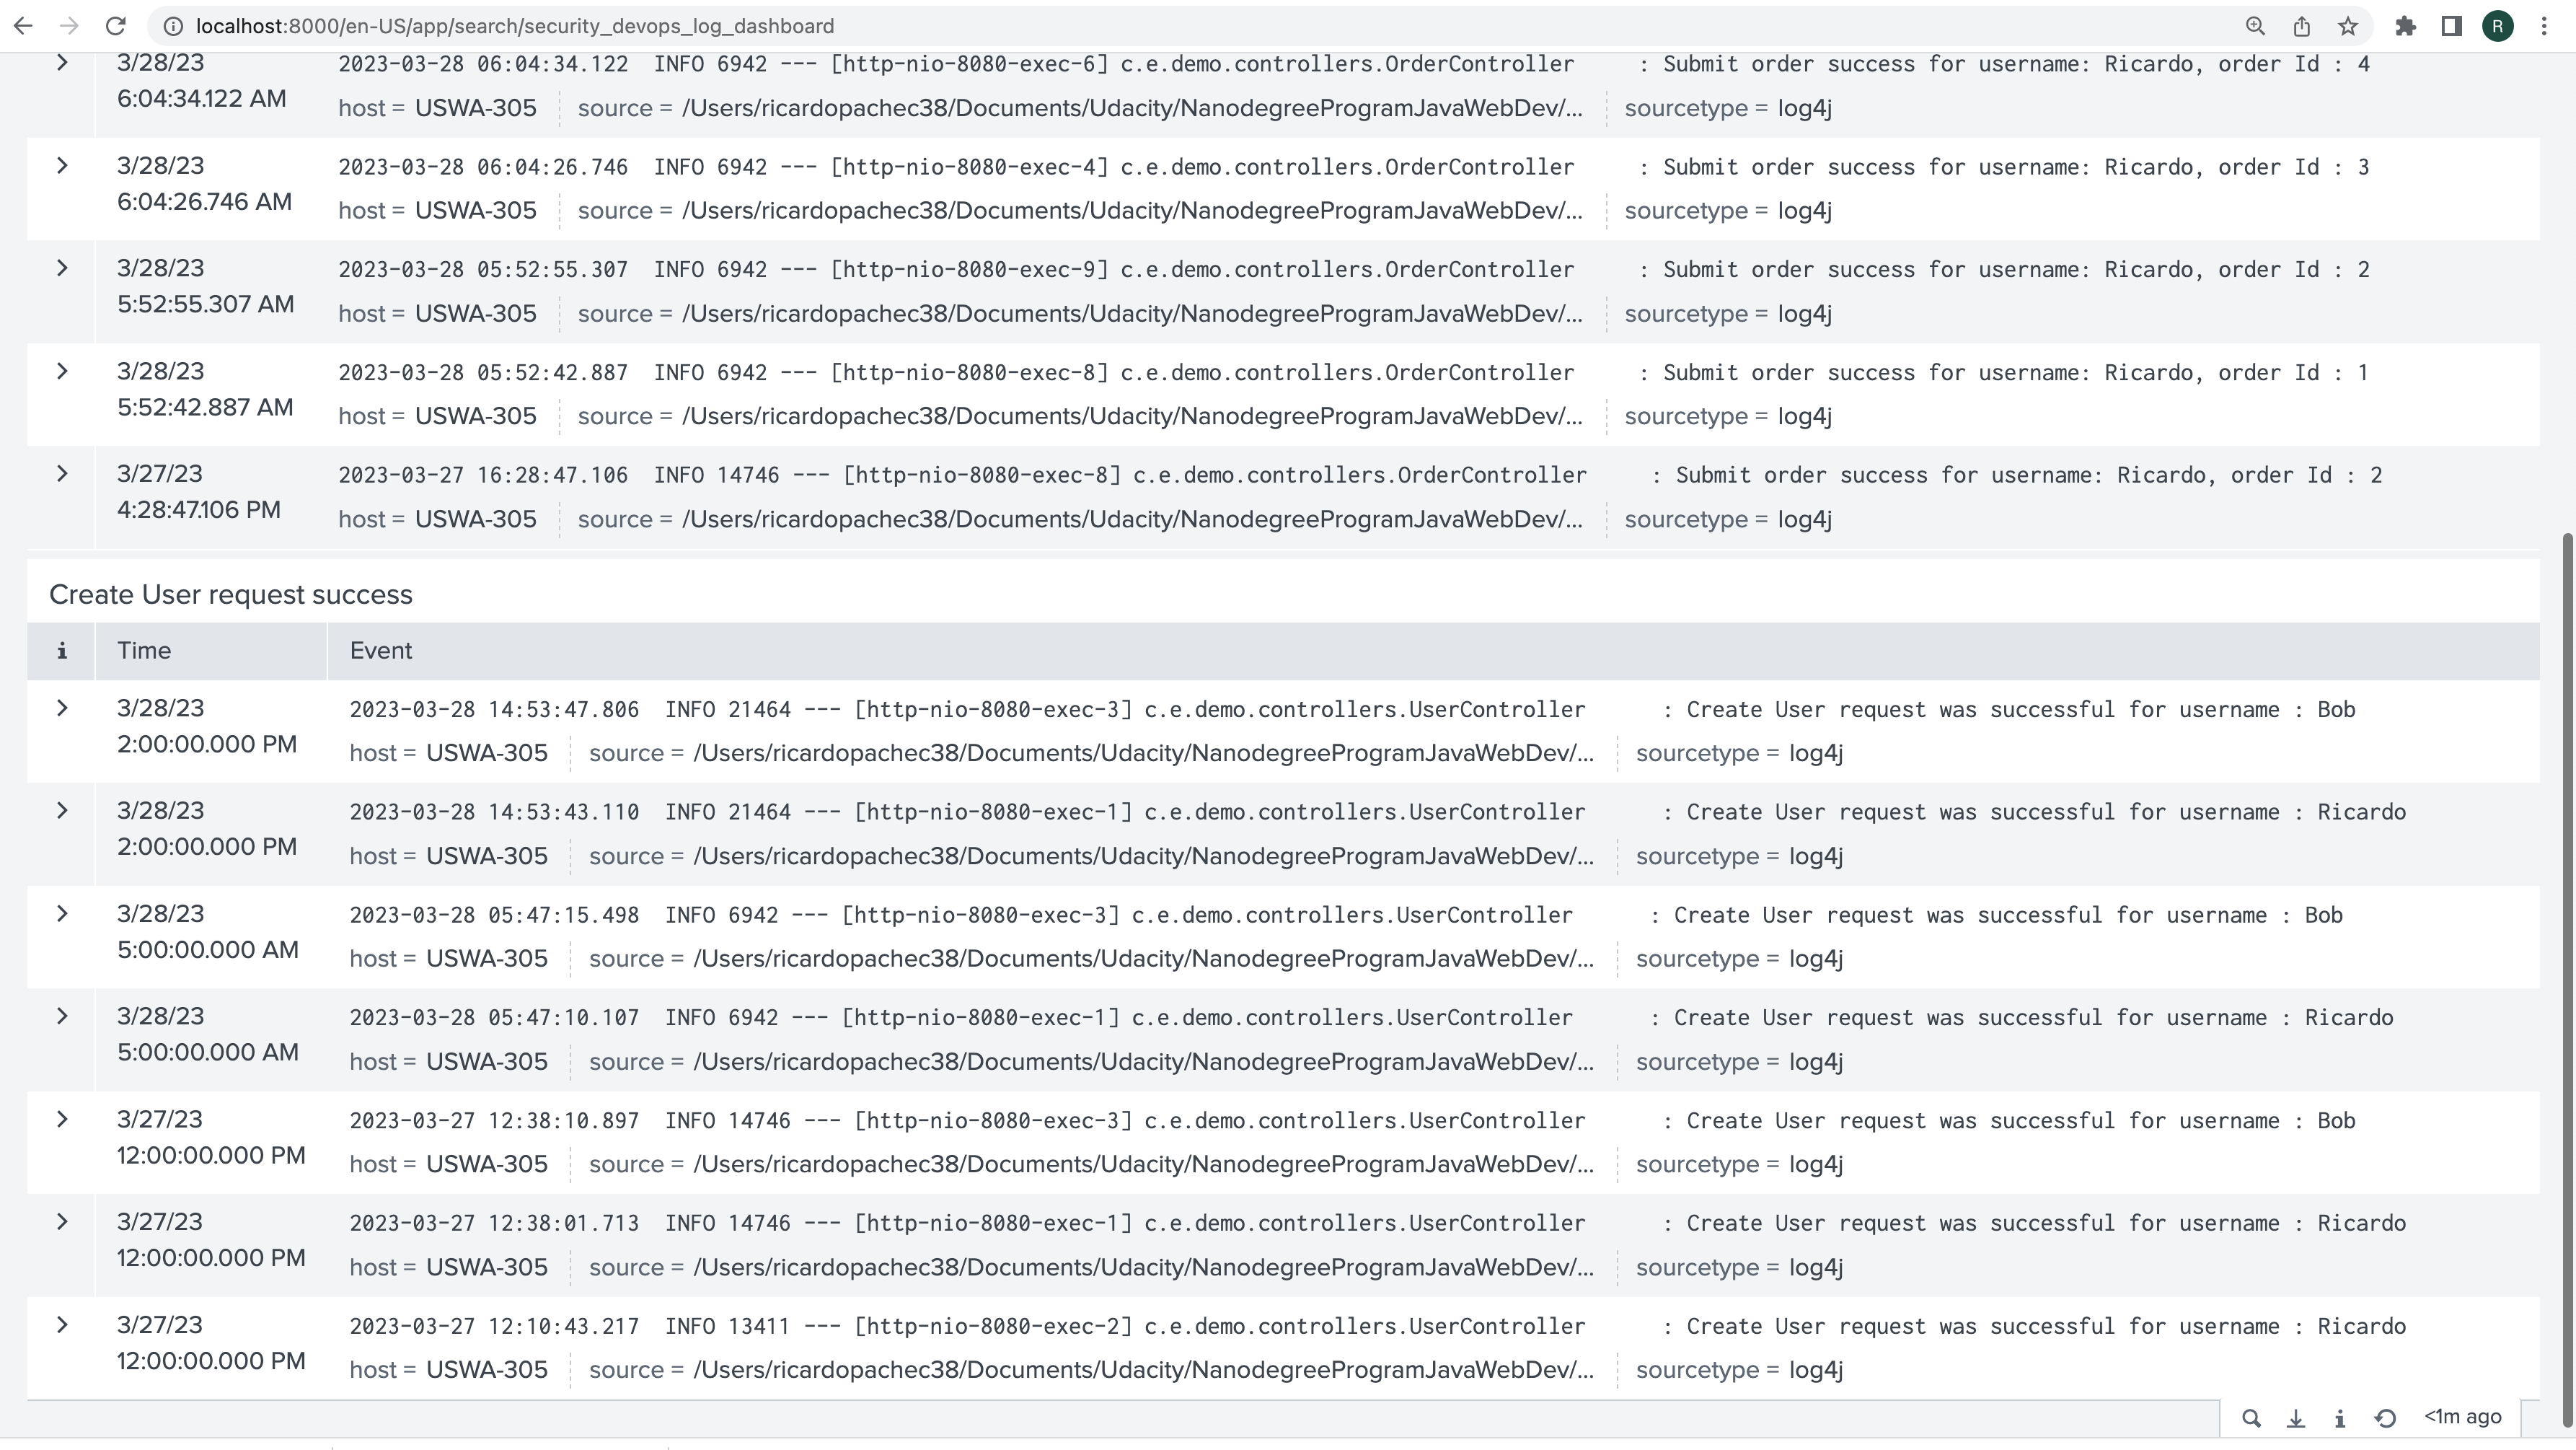 localhost:8000/en-US/app/search/security_devops_log_dashboard
R
3/28/23
6:04:34.122 AM
2023-03-28 06:04:34.122  INFO 6942 --- [http-nio-8080-exec-6] c.e.demo.controllers.OrderController     : Submit order success for username: Ricardo, order Id : 4
host = USWA-305 source = /Users/ricardopachec38/Documents/Udacity/NanodegreeProgramJavaWebDev/... sourcetype = log4j
3/28/23
6:04:26.746 AM
2023-03-28 06:04:26.746  INFO 6942 --- [http-nio-8080-exec-4] c.e.demo.controllers.OrderController     : Submit order success for username: Ricardo, order Id : 3
host = USWA-305 source = /Users/ricardopachec38/Documents/Udacity/NanodegreeProgramJavaWebDev/... sourcetype = log4j
3/28/23
5:52:55.307 AM
2023-03-28 05:52:55.307  INFO 6942 --- [http-nio-8080-exec-9] c.e.demo.controllers.OrderController     : Submit order success for username: Ricardo, order Id : 2
host = USWA-305 source = /Users/ricardopachec38/Documents/Udacity/NanodegreeProgramJavaWebDev/... sourcetype = log4j
3/28/23
5:52:42.887 AM
2023-03-28 05:52:42.887  INFO 6942 --- [http-nio-8080-exec-8] c.e.demo.controllers.OrderController     : Submit order success for username: Ricardo, order Id : 1
host = USWA-305 source = /Users/ricardopachec38/Documents/Udacity/NanodegreeProgramJavaWebDev/... sourcetype = log4j
3/27/23
4:28:47.106 PM
2023-03-27 16:28:47.106  INFO 14746 --- [http-nio-8080-exec-8] c.e.demo.controllers.OrderController     : Submit order success for username: Ricardo, order Id : 2
host = USWA-305 source = /Users/ricardopachec38/Documents/Udacity/NanodegreeProgramJavaWebDev/... sourcetype = log4j
Create User request success
i Time Event
3/28/23
2:00:00.000 PM
2023-03-28 14:53:47.806  INFO 21464 --- [http-nio-8080-exec-3] c.e.demo.controllers.UserController      : Create User request was successful for username : Bob
host = USWA-305 source = /Users/ricardopachec38/Documents/Udacity/NanodegreeProgramJavaWebDev/... sourcetype = log4j
3/28/23
2:00:00.000 PM
2023-03-28 14:53:43.110  INFO 21464 --- [http-nio-8080-exec-1] c.e.demo.controllers.UserController      : Create User request was successful for username : Ricardo
host = USWA-305 source = /Users/ricardopachec38/Documents/Udacity/NanodegreeProgramJavaWebDev/... sourcetype = log4j
3/28/23
5:00:00.000 AM
2023-03-28 05:47:15.498  INFO 6942 --- [http-nio-8080-exec-3] c.e.demo.controllers.UserController      : Create User request was successful for username : Bob
host = USWA-305 source = /Users/ricardopachec38/Documents/Udacity/NanodegreeProgramJavaWebDev/... sourcetype = log4j
3/28/23
5:00:00.000 AM
2023-03-28 05:47:10.107  INFO 6942 --- [http-nio-8080-exec-1] c.e.demo.controllers.UserController      : Create User request was successful for username : Ricardo
host = USWA-305 source = /Users/ricardopachec38/Documents/Udacity/NanodegreeProgramJavaWebDev/... sourcetype = log4j
3/27/23
12:00:00.000 PM
2023-03-27 12:38:10.897  INFO 14746 --- [http-nio-8080-exec-3] c.e.demo.controllers.UserController      : Create User request was successful for username : Bob
host = USWA-305 source = /Users/ricardopachec38/Documents/Udacity/NanodegreeProgramJavaWebDev/... sourcetype = log4j
3/27/23
12:00:00.000 PM
2023-03-27 12:38:01.713  INFO 14746 --- [http-nio-8080-exec-1] c.e.demo.controllers.UserController      : Create User request was successful for username : Ricardo
host = USWA-305 source = /Users/ricardopachec38/Documents/Udacity/NanodegreeProgramJavaWebDev/... sourcetype = log4j
3/27/23
12:00:00.000 PM
2023-03-27 12:10:43.217  INFO 13411 --- [http-nio-8080-exec-2] c.e.demo.controllers.UserController      : Create User request was successful for username : Ricardo
host = USWA-305 source = /Users/ricardopachec38/Documents/Udacity/NanodegreeProgramJavaWebDev/... sourcetype = log4j
<1m ago